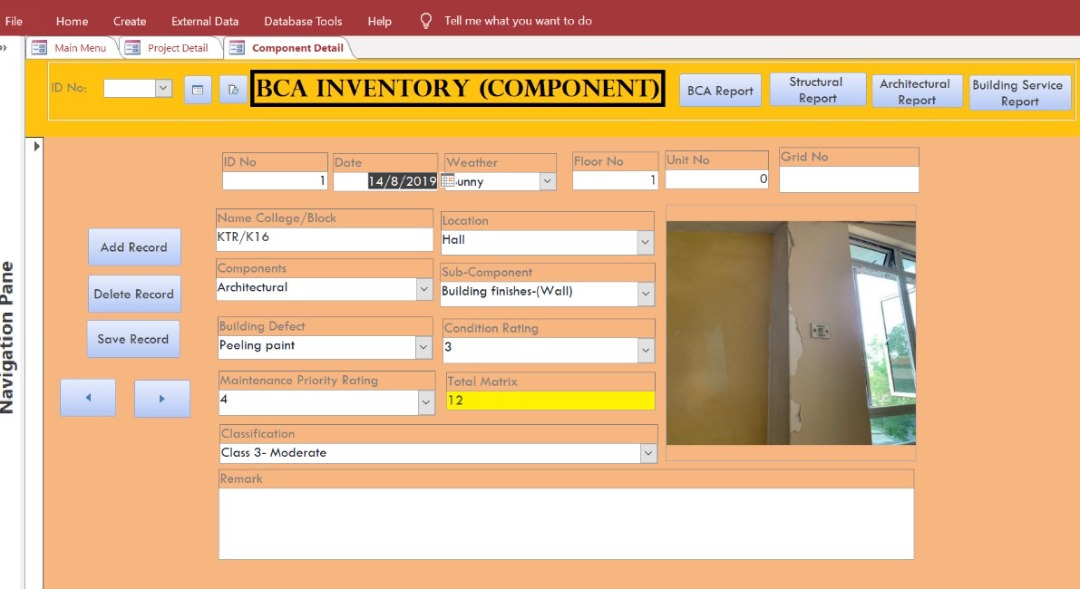 File Home Create External Data Database Tools Help Tell me what you want to do
Main Menu Project Detail Component Detail
ID No: BCA INVENTORY (COMPONENT) BCA Report Structural Report Architectural Report Building Service Report
Navigation Pane
ID No Date Weather Floor No Unit No Grid No
1 14/8/2019 unny 1 0
Name College/Block Location
KTR/K16 Hall
Add Record
Components Sub-Component
Architectural Building finishes-(Wall)
Delete Record
Building Defect Condition Rating
Peeling paint 3
Save Record
Maintenance Priority Rating Total Matrix
4 12
Classification
Class 3- Moderate
Remark